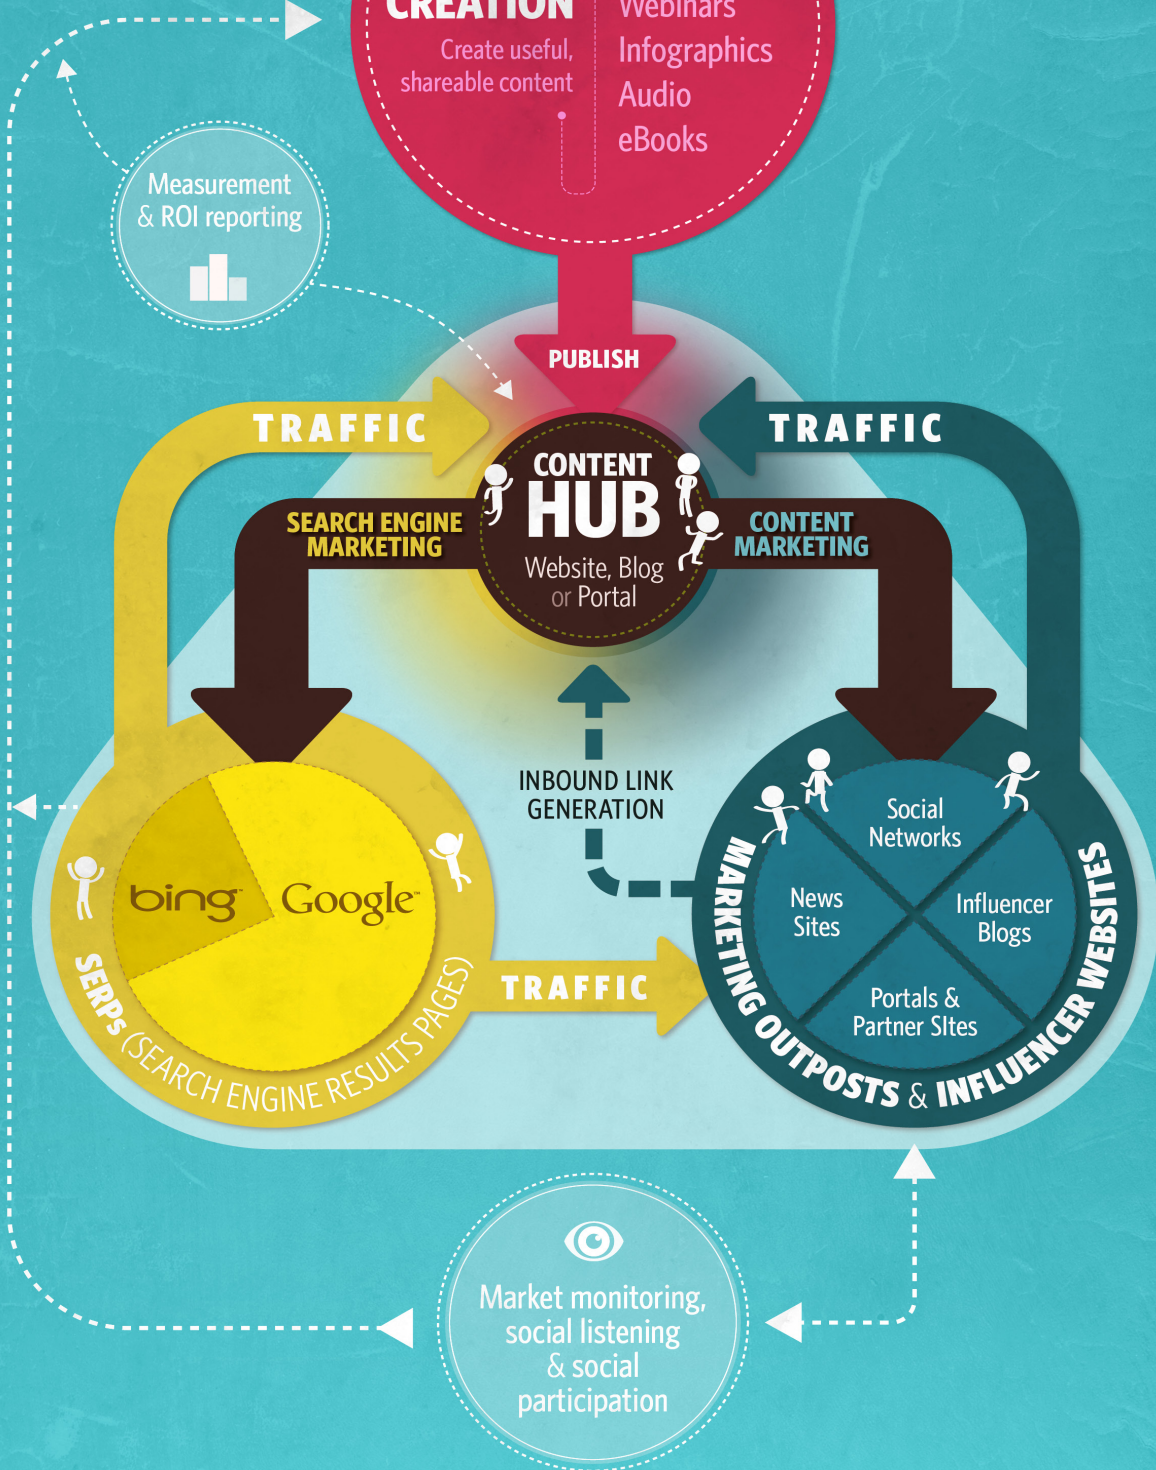 CREATION
Create useful,
shareable content
Webinars
Infographics
Audio
eBooks
Measurement
& ROI reporting
PUBLISH
TRAFFIC
TRAFFIC
CONTENT
HUB
Website, Blog
or Portal
SEARCH ENGINE
MARKETING
CONTENT
MARKETING
INBOUND LINK
GENERATION
bing™
Google™
SERPs (SEARCH ENGINE RESULTS PAGES)
TRAFFIC
Social
Networks
News
Sites
Influencer
Blogs
Portals &
Partner SItes
MARKETING OUTPOSTS & INFLUENCER WEBSITES
Market monitoring,
social listening
& social
participation